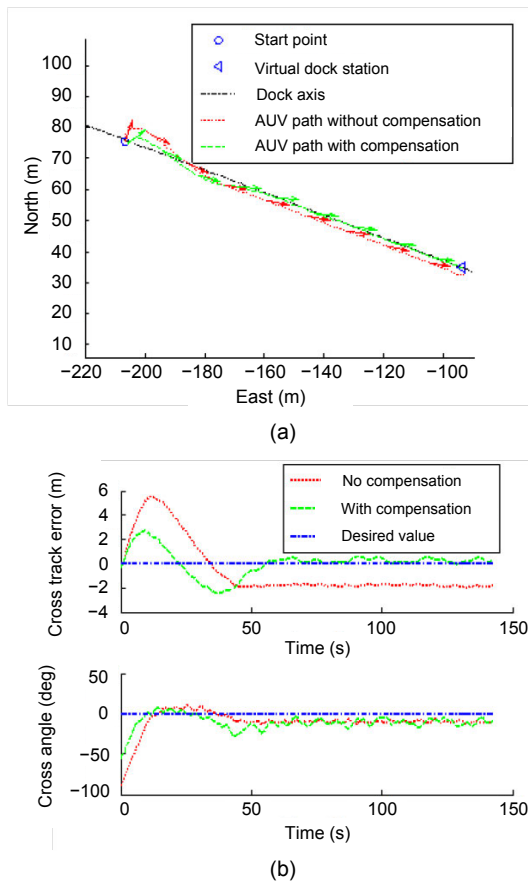 Start point
Virtual dock station
Dock axis
AUV path without compensation
AUV path with compensation
100
90
80
70
60
50
40
30
20
10
North (m)
−220 −200 −180 −160 −140 −120 −100
East (m)
(a)
No compensation
With compensation
Desired value
6
4
2
0
−2
−4
Cross track error (m)
0 50 100 150
Time (s)
50
0
−50
−100
Cross angle (deg)
0 50 100 150
Time (s)
(b)